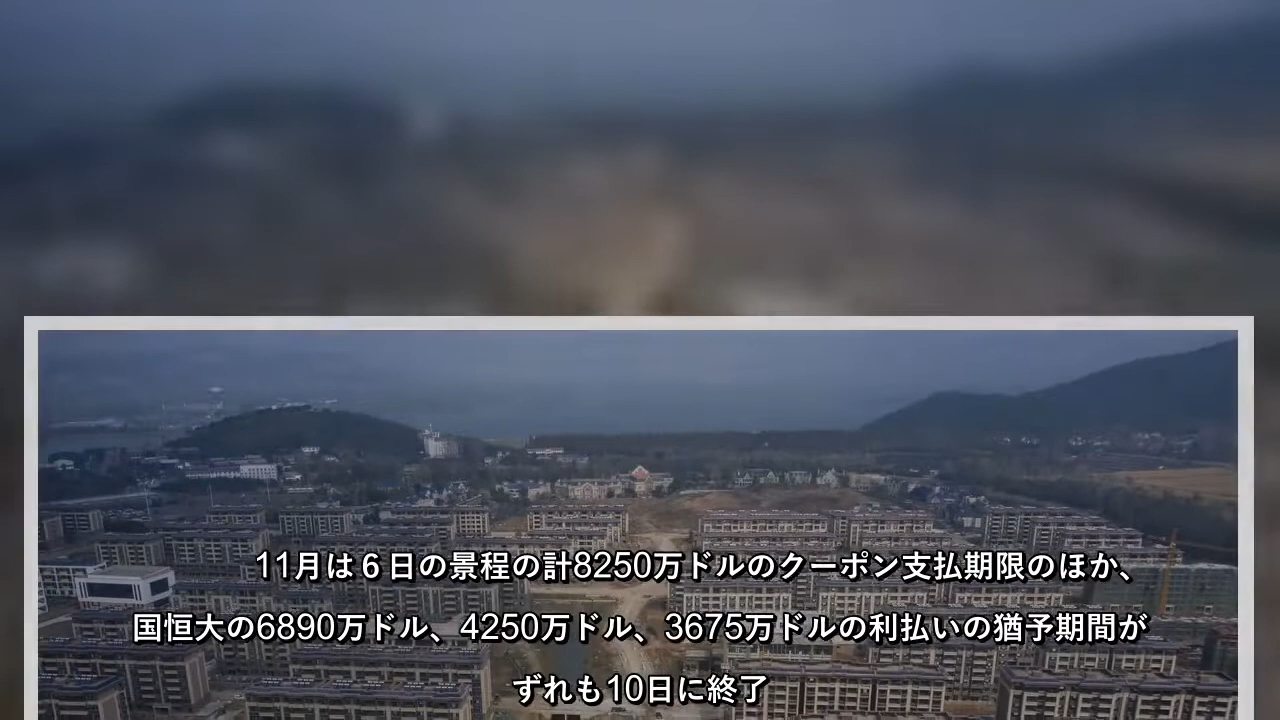 11月は６日の景程の計8250万ドルのクーポン支払期限のほか、
国恒大の6890万ドル、4250万ドル、3675万ドルの利払いの猶予期間が
ずれも10日に終了